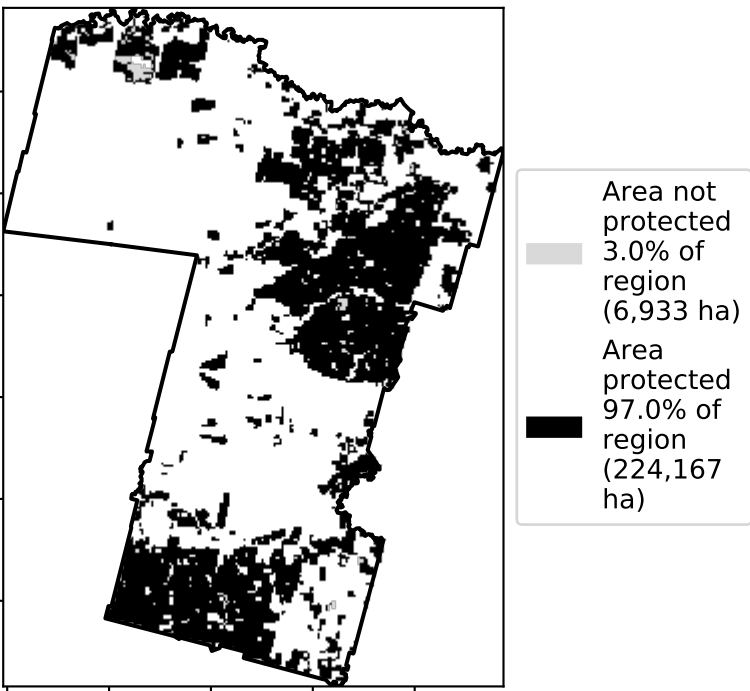 Area not
protected
3.0% of
region
(6,933 ha)
Area
protected
97.0% of
region
(224,167
ha)